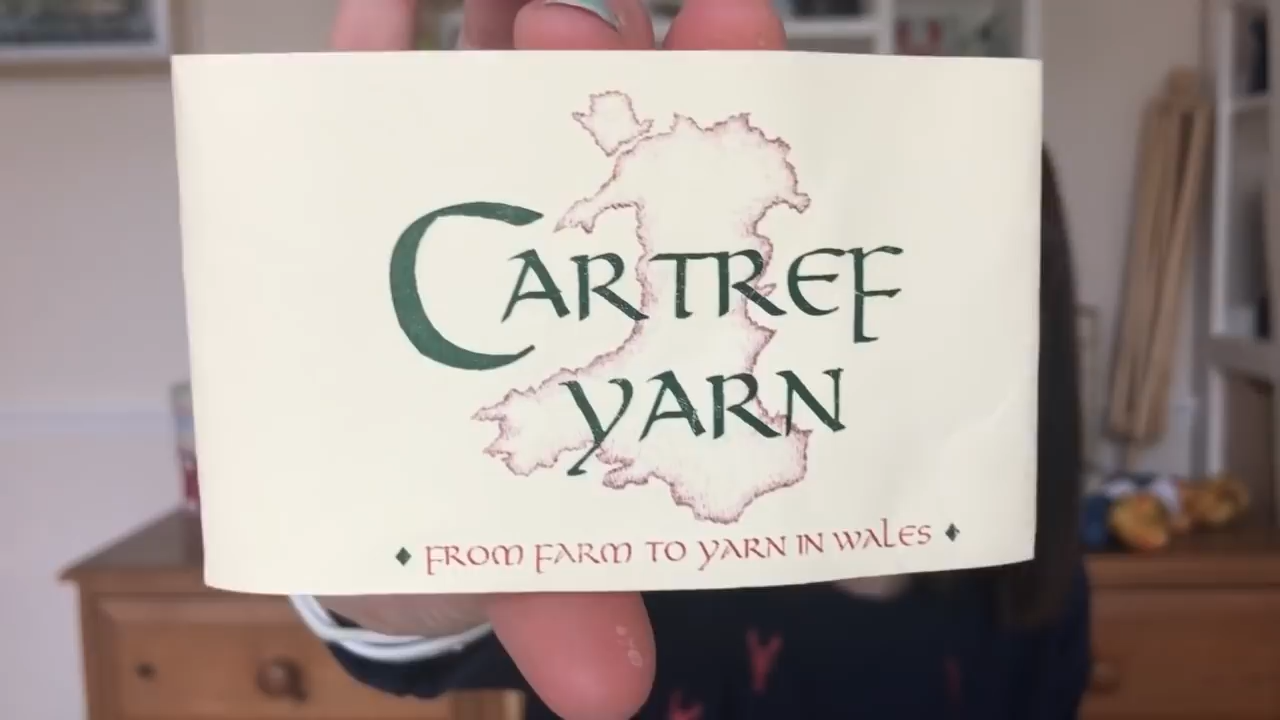 CARTREF
YARN
♦ FROM FARM TO YARN IN WALES ♦